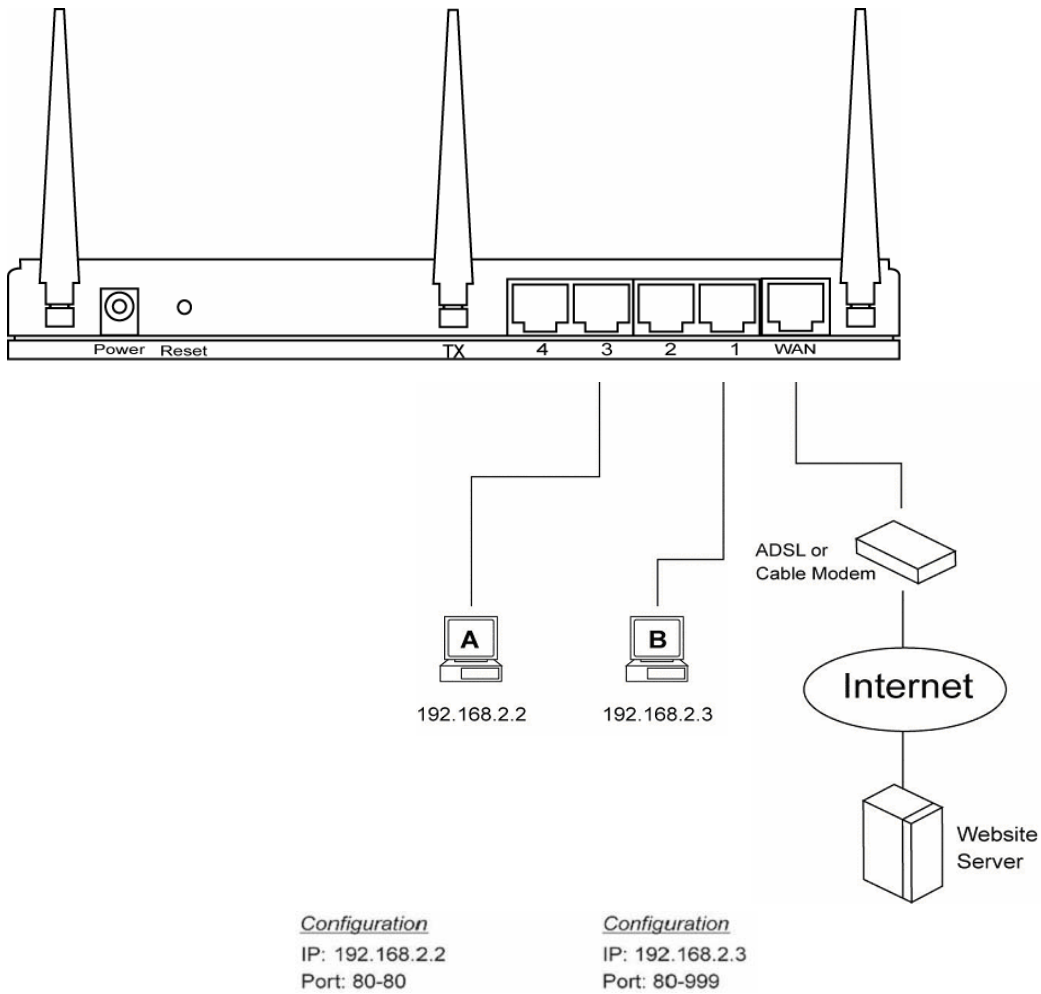 Power Reset TX 4 3 2 1 WAN
ADSL or
Cable Modem
A B
192.168.2.2 192.168.2.3
Internet
Website
Server
Configuration
IP: 192.168.2.2
Port: 80-80
Configuration
IP: 192.168.2.3
Port: 80-999